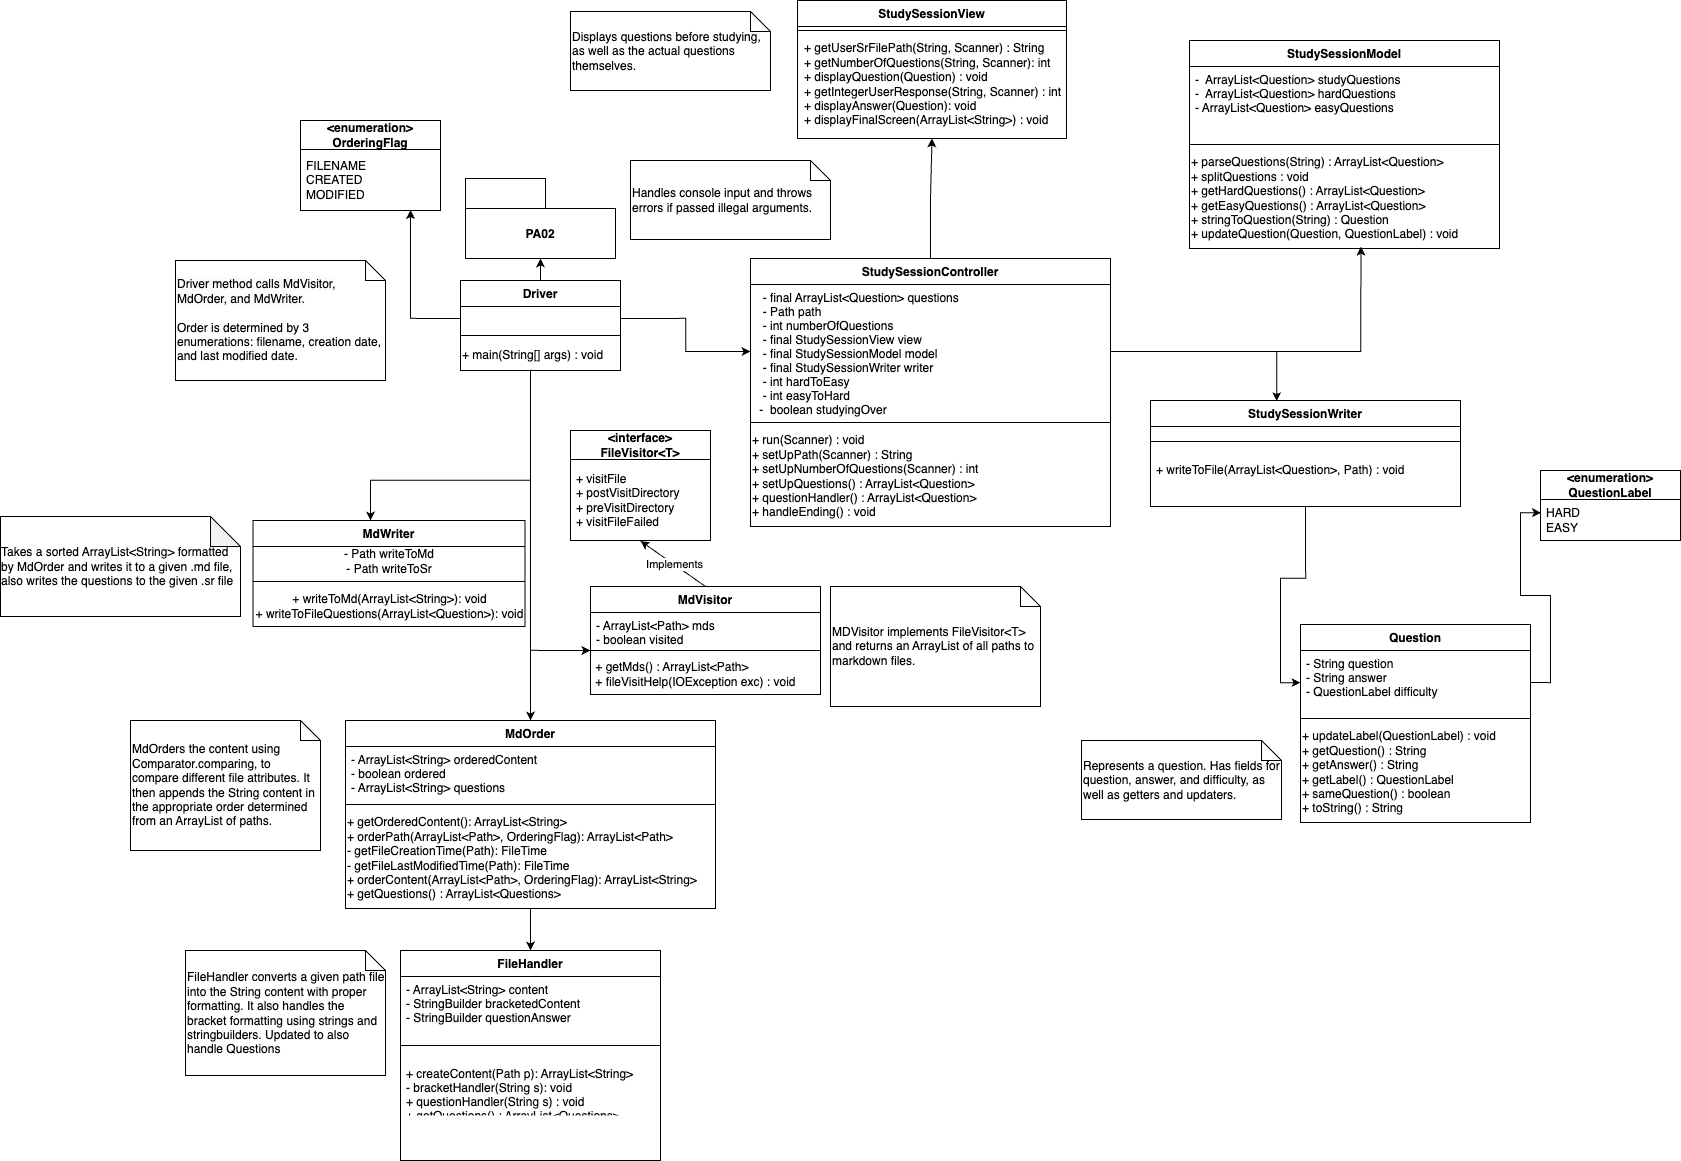 StudySessionView
+ getUserSrFilePath(String, Scanner) : String
+ getNumberOfQuestions(String, Scanner): int
+ displayQuestion(Question) : void
+ getIntegerUserResponse(String, Scanner) : int
+ displayAnswer(Question): void
+ displayFinalScreen(ArrayList<String>) : void
Displays questions before studying,
as well as the actual questions
themselves.
StudySessionModel
- ArrayList<Question> studyQuestions
- ArrayList<Question> hardQuestions
- ArrayList<Question> easyQuestions
+ parseQuestions(String) : ArrayList<Question>
+ splitQuestions : void
+ getHardQuestions() : ArrayList<Question>
+ getEasyQuestions() : ArrayList<Question>
+ stringToQuestion(String) : Question
+ updateQuestion(Question, QuestionLabel) : void
<enumeration>
OrderingFlag
FILENAME
CREATED
MODIFIED
PA02
Handles console input and throws
errors if passed illegal arguments.
Driver method calls MdVisitor,
MdOrder, and MdWriter.
Order is determined by 3
enumerations: filename, creation date,
and last modified date.
Driver
+ main(String[] args) : void
StudySessionController
- final ArrayList<Question> questions
- Path path
- int numberOfQuestions
- final StudySessionView view
- final StudySessionModel model
- final StudySessionWriter writer
- int hardToEasy
- int easyToHard
- boolean studyingOver
+ run(Scanner) : void
+ setUpPath(Scanner) : String
+ setUpNumberOfQuestions(Scanner) : int
+ setUpQuestions() : ArrayList<Question>
+ questionHandler() : ArrayList<Question>
+ handleEnding() : void
StudySessionWriter
+ writeToFile(ArrayList<Question>, Path) : void
<interface>
FileVisitor<T>
+ visitFile
+ postVisitDirectory
+ preVisitDirectory
+ visitFileFailed
<enumeration>
QuestionLabel
HARD
EASY
Takes a sorted ArrayList<String> formatted
by MdOrder and writes it to a given .md file,
also writes the questions to the given .sr file
MdWriter
- Path writeToMd
- Path writeToSr
+ writeToMd(ArrayList<String>): void
+ writeToFileQuestions(ArrayList<Question>): void
Implements
MdVisitor
- ArrayList<Path> mds
- boolean visited
+ getMds() : ArrayList<Path>
+ fileVisitHelp(IOException exc) : void
MDVisitor implements FileVisitor<T>
and returns an ArrayList of all paths to
markdown files.
Question
- String question
- String answer
- QuestionLabel difficulty
+ updateLabel(QuestionLabel) : void
+ getQuestion() : String
+ getAnswer() : String
+ getLabel() : QuestionLabel
+ sameQuestion() : boolean
+ toString() : String
Represents a question. Has fields for
question, answer, and difficulty, as
well as getters and updaters.
MdOrders the content using
Comparator.comparing, to
compare different file attributes. It
then appends the String content in
the appropriate order determined
from an ArrayList of paths.
MdOrder
- ArrayList<String> orderedContent
- boolean ordered
- ArrayList<String> questions
+ getOrderedContent(): ArrayList<String>
+ orderPath(ArrayList<Path>, OrderingFlag): ArrayList<Path>
- getFileCreationTime(Path): FileTime
- getFileLastModifiedTime(Path): FileTime
+ orderContent(ArrayList<Path>, OrderingFlag): ArrayList<String>
+ getQuestions() : ArrayList<Questions>
FileHandler converts a given path file
into the String content with proper
formatting. It also handles the
bracket formatting using strings and
stringbuilders. Updated to also
handle Questions
FileHandler
- ArrayList<String> content
- StringBuilder bracketedContent
- StringBuilder questionAnswer
+ createContent(Path p): ArrayList<String>
- bracketHandler(String s): void
+ questionHandler(String s) : void
+ getQuestions() : ArrayList<Questions>